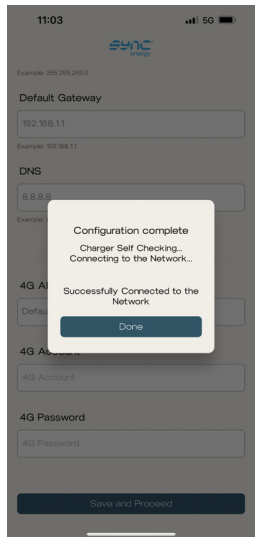 11:03
5G
sync
energy
Example: 255.255.255.0
Default Gateway
192.168.1.1
Example: 192.168.1.1
DNS
8.8.8.8
Example:
Configuration complete
Charger Self Checking...
Connecting to the Network...
Successfully Connected to the
Network
Done
4G
Defau
4G Account
4G Account
4G Password
4G Password
Save and Proceed